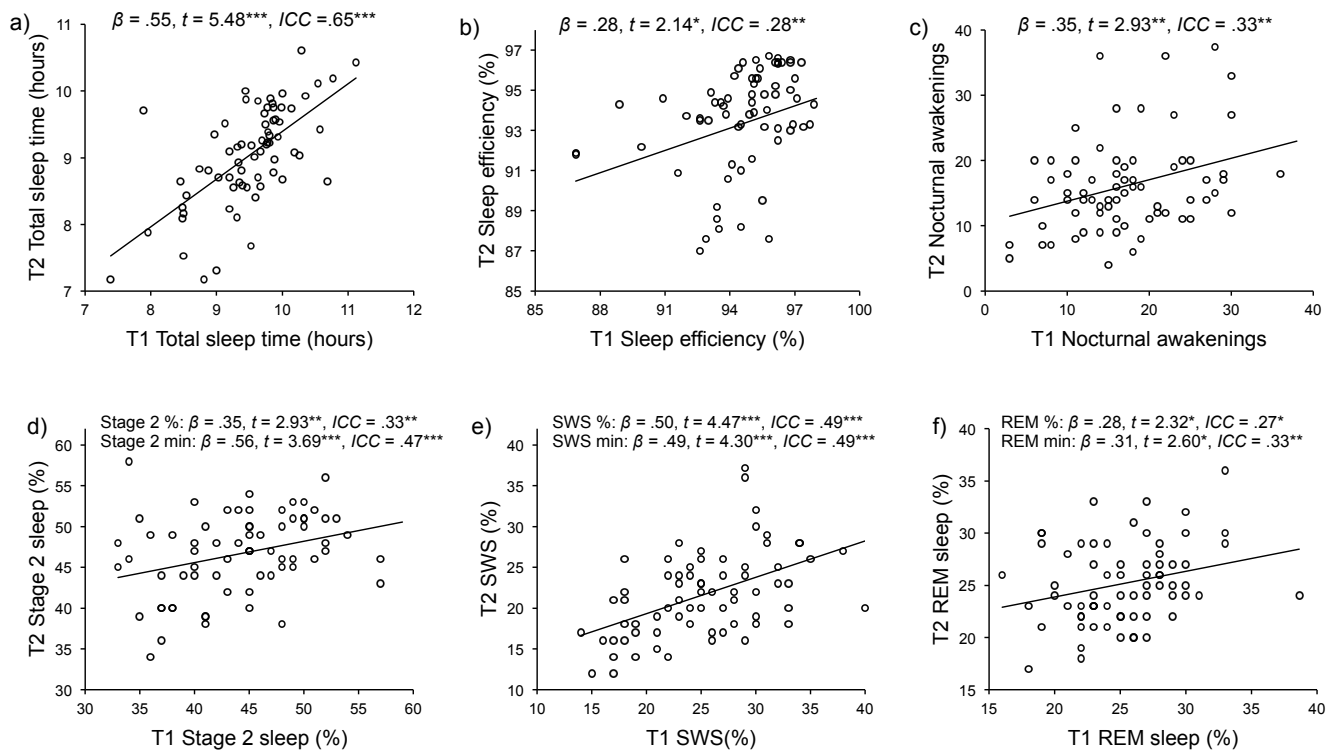 a)
β = .55, t = 5.48***, ICC =.65***
T2 Total sleep time (hours)
11
10
9
8
7
7
8
9
10
11
12
T1 Total sleep time (hours)
b)
β = .28, t = 2.14*, ICC = .28**
T2 Sleep efficiency (%)
97
95
93
91
89
87
85
85
88
91
94
97
100
T1 Sleep efficiency (%)
c)
β = .35, t = 2.93**, ICC = .33**
T2 Nocturnal awakenings
40
30
20
10
0
0
10
20
30
40
T1 Nocturnal awakenings
d)
Stage 2 %: β = .35, t = 2.93**, ICC = .33**
Stage 2 min: β = .56, t = 3.69***, ICC = .47***
T2 Stage 2 sleep (%)
60
55
50
45
40
35
30
30
35
40
45
50
55
60
T1 Stage 2 sleep (%)
e)
SWS %: β = .50, t = 4.47***, ICC = .49***
SWS min: β = .49, t = 4.30***, ICC = .49***
T2 SWS (%)
40
35
30
25
20
15
10
10
15
20
25
30
35
40
T1 SWS(%)
f)
REM %: β = .28, t = 2.32*, ICC = .27*
REM min: β = .31, t = 2.60*, ICC = .33**
T2 REM sleep (%)
40
35
30
25
20
15
15
20
25
30
35
40
T1 REM sleep (%)